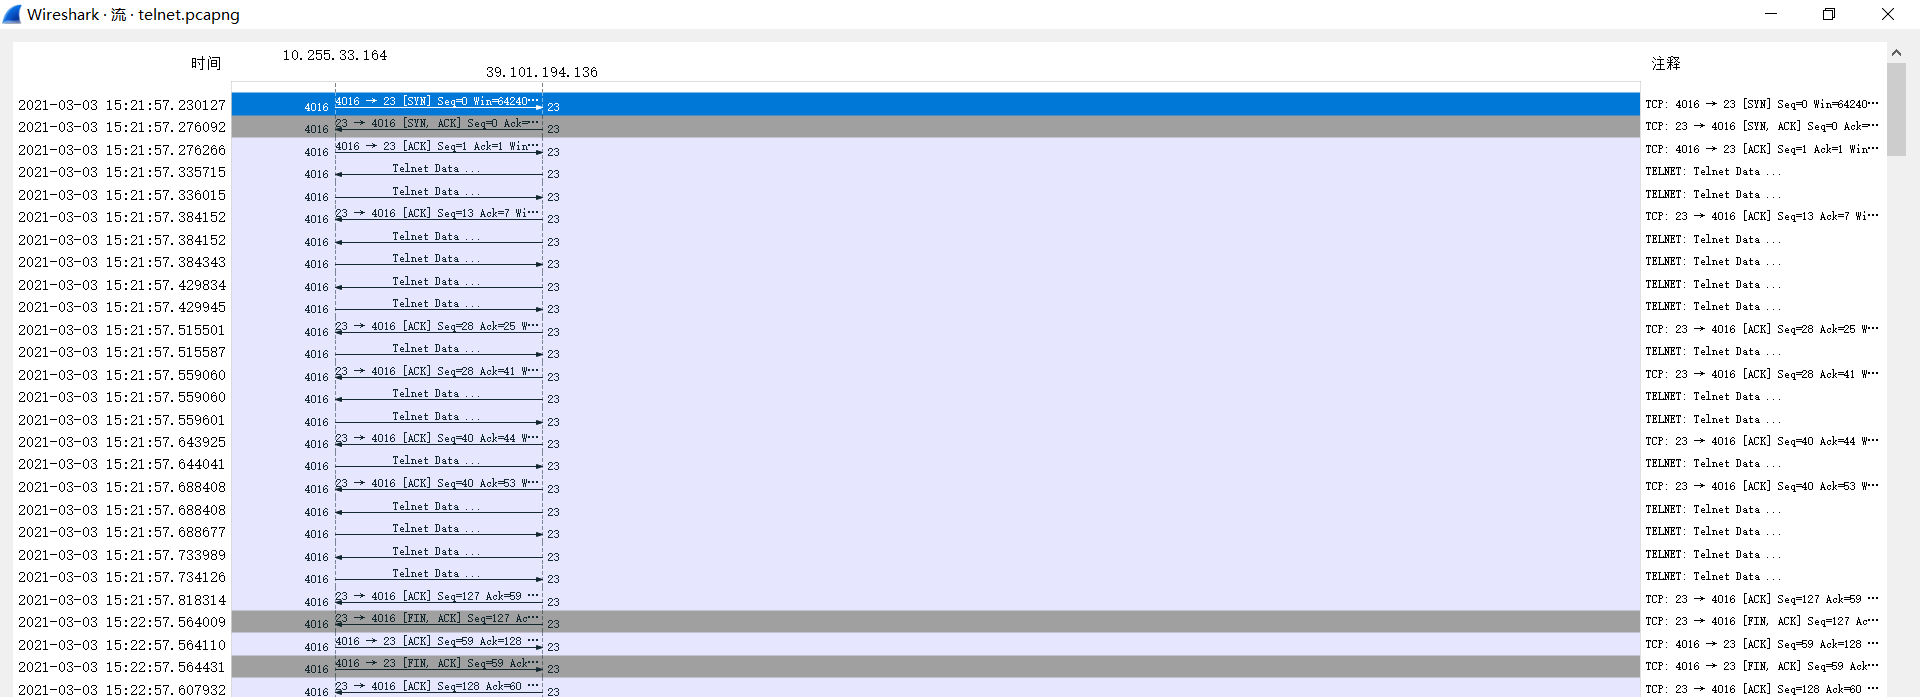 Wireshark · 流 · telnet.pcapng
时间 10.255.33.164 39.101.194.136 注释
2021-03-03 15:21:57.230127 4016 4016 → 23 [SYN] Seq=0 Win=64240… 23 TCP: 4016 → 23 [SYN] Seq=0 Win=64240…
2021-03-03 15:21:57.276092 4016 23 → 4016 [SYN, ACK] Seq=0 Ack=… 23 TCP: 23 → 4016 [SYN, ACK] Seq=0 Ack=…
2021-03-03 15:21:57.276266 4016 4016 → 23 [ACK] Seq=1 Ack=1 Win… 23 TCP: 4016 → 23 [ACK] Seq=1 Ack=1 Win…
2021-03-03 15:21:57.335715 4016 Telnet Data ... 23 TELNET: Telnet Data ...
2021-03-03 15:21:57.336015 4016 Telnet Data ... 23 TELNET: Telnet Data ...
2021-03-03 15:21:57.384152 4016 23 → 4016 [ACK] Seq=13 Ack=7 Wi… 23 TCP: 23 → 4016 [ACK] Seq=13 Ack=7 Wi…
2021-03-03 15:21:57.384152 4016 Telnet Data ... 23 TELNET: Telnet Data ...
2021-03-03 15:21:57.384343 4016 Telnet Data ... 23 TELNET: Telnet Data ...
2021-03-03 15:21:57.429834 4016 Telnet Data ... 23 TELNET: Telnet Data ...
2021-03-03 15:21:57.429945 4016 Telnet Data ... 23 TELNET: Telnet Data ...
2021-03-03 15:21:57.515501 4016 23 → 4016 [ACK] Seq=28 Ack=25 W… 23 TCP: 23 → 4016 [ACK] Seq=28 Ack=25 W…
2021-03-03 15:21:57.515587 4016 Telnet Data ... 23 TELNET: Telnet Data ...
2021-03-03 15:21:57.559060 4016 23 → 4016 [ACK] Seq=28 Ack=41 W… 23 TCP: 23 → 4016 [ACK] Seq=28 Ack=41 W…
2021-03-03 15:21:57.559060 4016 Telnet Data ... 23 TELNET: Telnet Data ...
2021-03-03 15:21:57.559601 4016 Telnet Data ... 23 TELNET: Telnet Data ...
2021-03-03 15:21:57.643925 4016 23 → 4016 [ACK] Seq=40 Ack=44 W… 23 TCP: 23 → 4016 [ACK] Seq=40 Ack=44 W…
2021-03-03 15:21:57.644041 4016 Telnet Data ... 23 TELNET: Telnet Data ...
2021-03-03 15:21:57.688408 4016 23 → 4016 [ACK] Seq=40 Ack=53 W… 23 TCP: 23 → 4016 [ACK] Seq=40 Ack=53 W…
2021-03-03 15:21:57.688408 4016 Telnet Data ... 23 TELNET: Telnet Data ...
2021-03-03 15:21:57.688677 4016 Telnet Data ... 23 TELNET: Telnet Data ...
2021-03-03 15:21:57.733989 4016 Telnet Data ... 23 TELNET: Telnet Data ...
2021-03-03 15:21:57.734126 4016 Telnet Data ... 23 TELNET: Telnet Data ...
2021-03-03 15:21:57.818314 4016 23 → 4016 [ACK] Seq=127 Ack=59 … 23 TCP: 23 → 4016 [ACK] Seq=127 Ack=59 …
2021-03-03 15:22:57.564009 4016 23 → 4016 [FIN, ACK] Seq=127 Ac… 23 TCP: 23 → 4016 [FIN, ACK] Seq=127 Ac…
2021-03-03 15:22:57.564110 4016 4016 → 23 [ACK] Seq=59 Ack=128 … 23 TCP: 4016 → 23 [ACK] Seq=59 Ack=128 …
2021-03-03 15:22:57.564431 4016 4016 → 23 [FIN, ACK] Seq=59 Ack… 23 TCP: 4016 → 23 [FIN, ACK] Seq=59 Ack…
2021-03-03 15:22:57.607932 4016 23 → 4016 [ACK] Seq=128 Ack=60 … 23 TCP: 23 → 4016 [ACK] Seq=128 Ack=60 …